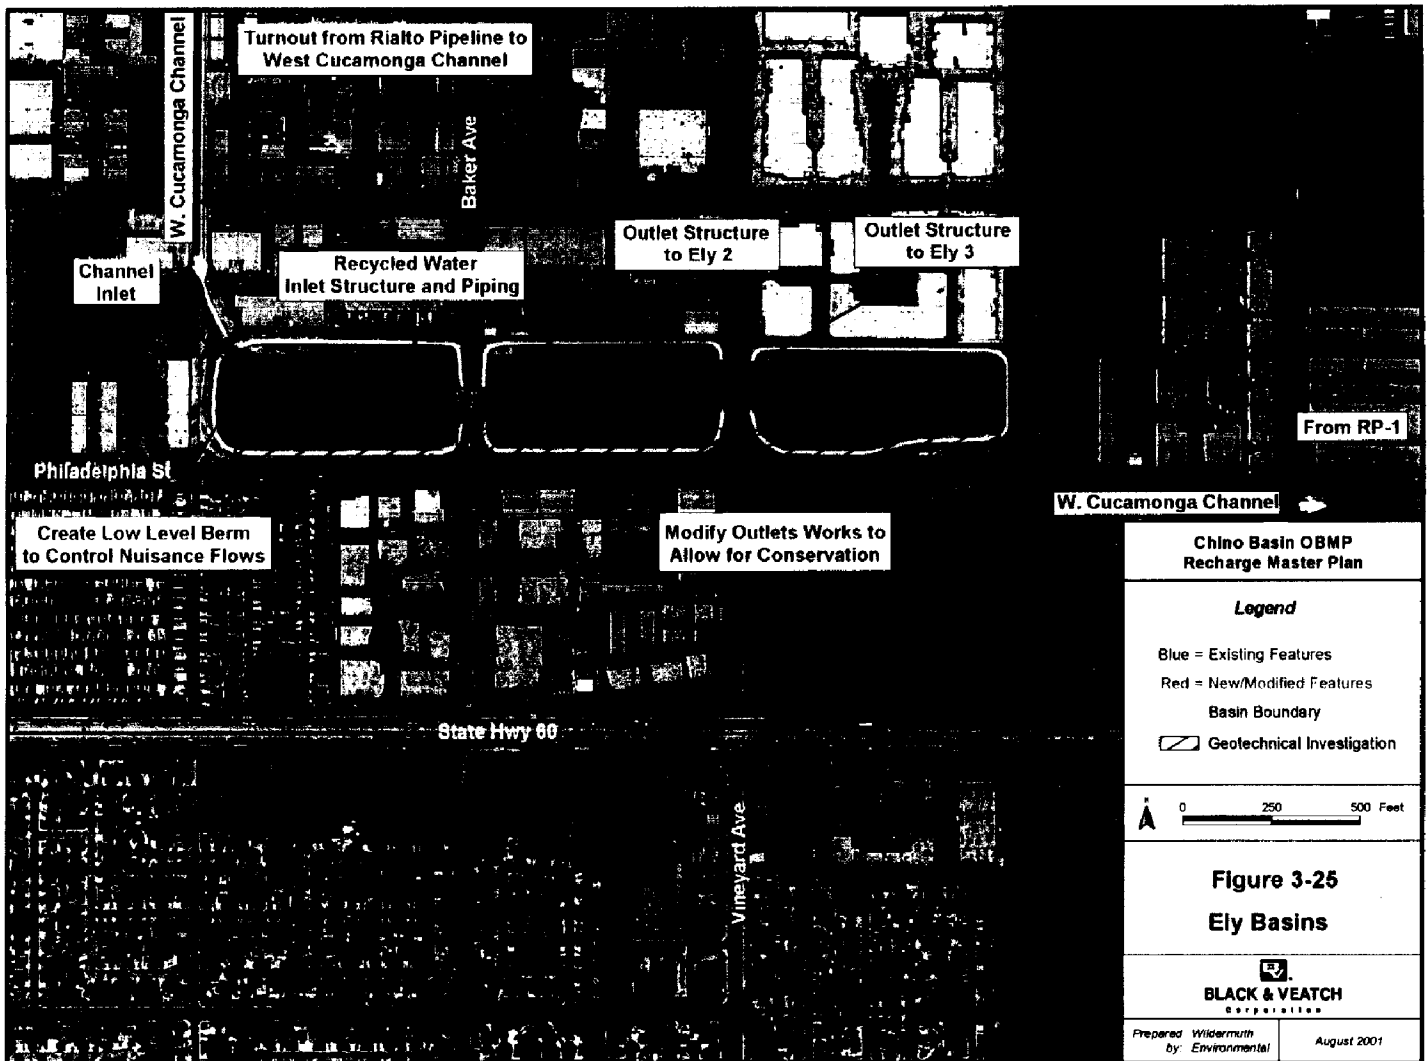 W. Cucamonga Channel
Turnout from Rialto Pipeline to
West Cucamonga Channel
Baker Ave
Channel
Inlet
Recycled Water
Inlet Structure and Piping
Outlet Structure
to Ely 2
Outlet Structure
to Ely 3
From RP-1
Philadelphia St
W. Cucamonga Channel
Create Low Level Berm
to Control Nuisance Flows
Modify Outlets Works to
Allow for Conservation
State Hwy 60
Vineyard Ave
Chino Basin OBMP
Recharge Master Plan
Legend
Blue = Existing Features
Red = New/Modified Features
Basin Boundary
Geotechnical Investigation
N
0 250 500 Feet
Figure 3-25
Ely Basins
BLACK & VEATCH
Corporation
Prepared by: Wildermuth Environmental
August 2001